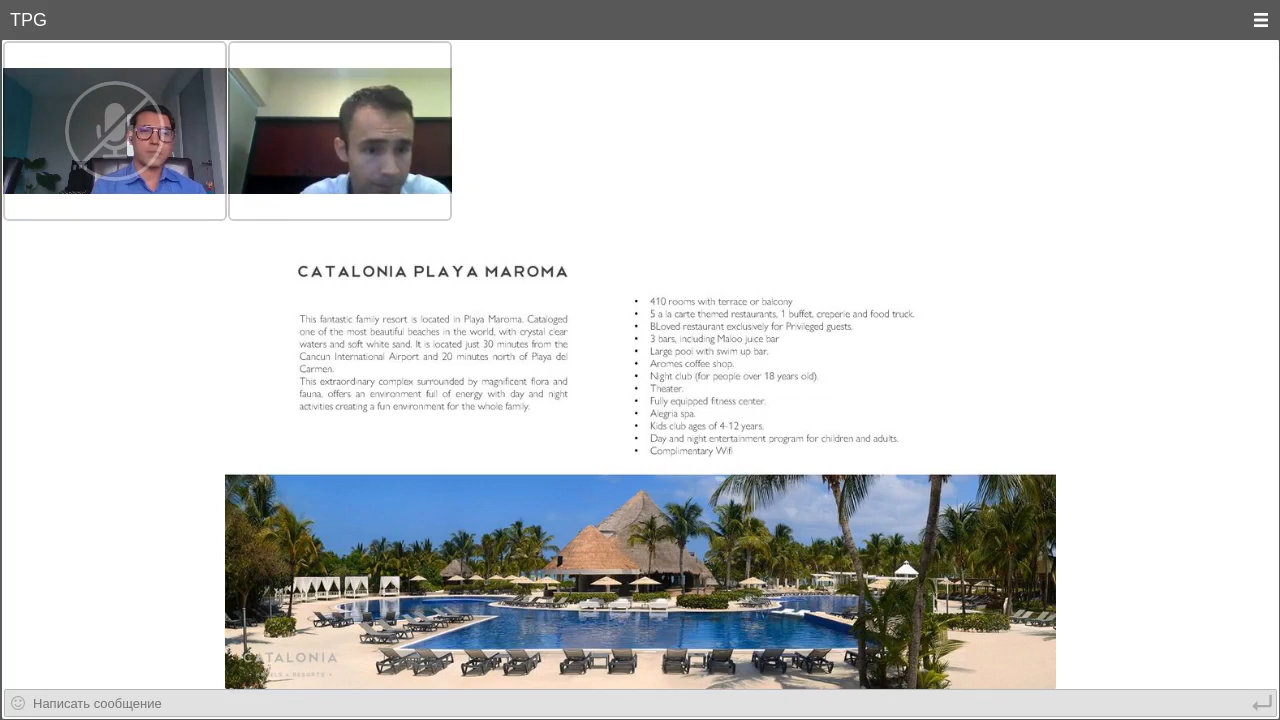 TPG
CATALONIA PLAYA MAROMA
This fantastic family resort is located in Playa Maroma. Cataloged
one of the most beautiful beaches in the world, with crystal clear
waters and soft white sand. It is located just 30 minutes from the
Cancun International Airport and 20 minutes north of Playa del
Carmen.
This extraordinary complex surrounded by magnificent flora and
fauna, offers an environment full of energy with day and night
activities creating a fun environment for the whole family.
• 410 rooms with terrace or balcony
• 5 a la carte themed restaurants, 1 buffet, creperie and food truck.
• BLoved restaurant exclusively for Privileged guests.
• 3 bars, including Maloo juice bar
• Large pool with swim up bar.
• Aromes coffee shop.
• Night club (for people over 18 years old).
• Theater.
• Fully equipped fitness center.
• Alegria spa.
• Kids club ages of 4-12 years.
• Day and night entertainment program for children and adults.
• Complimentary Wifi
CATALONIA
Написать сообщение